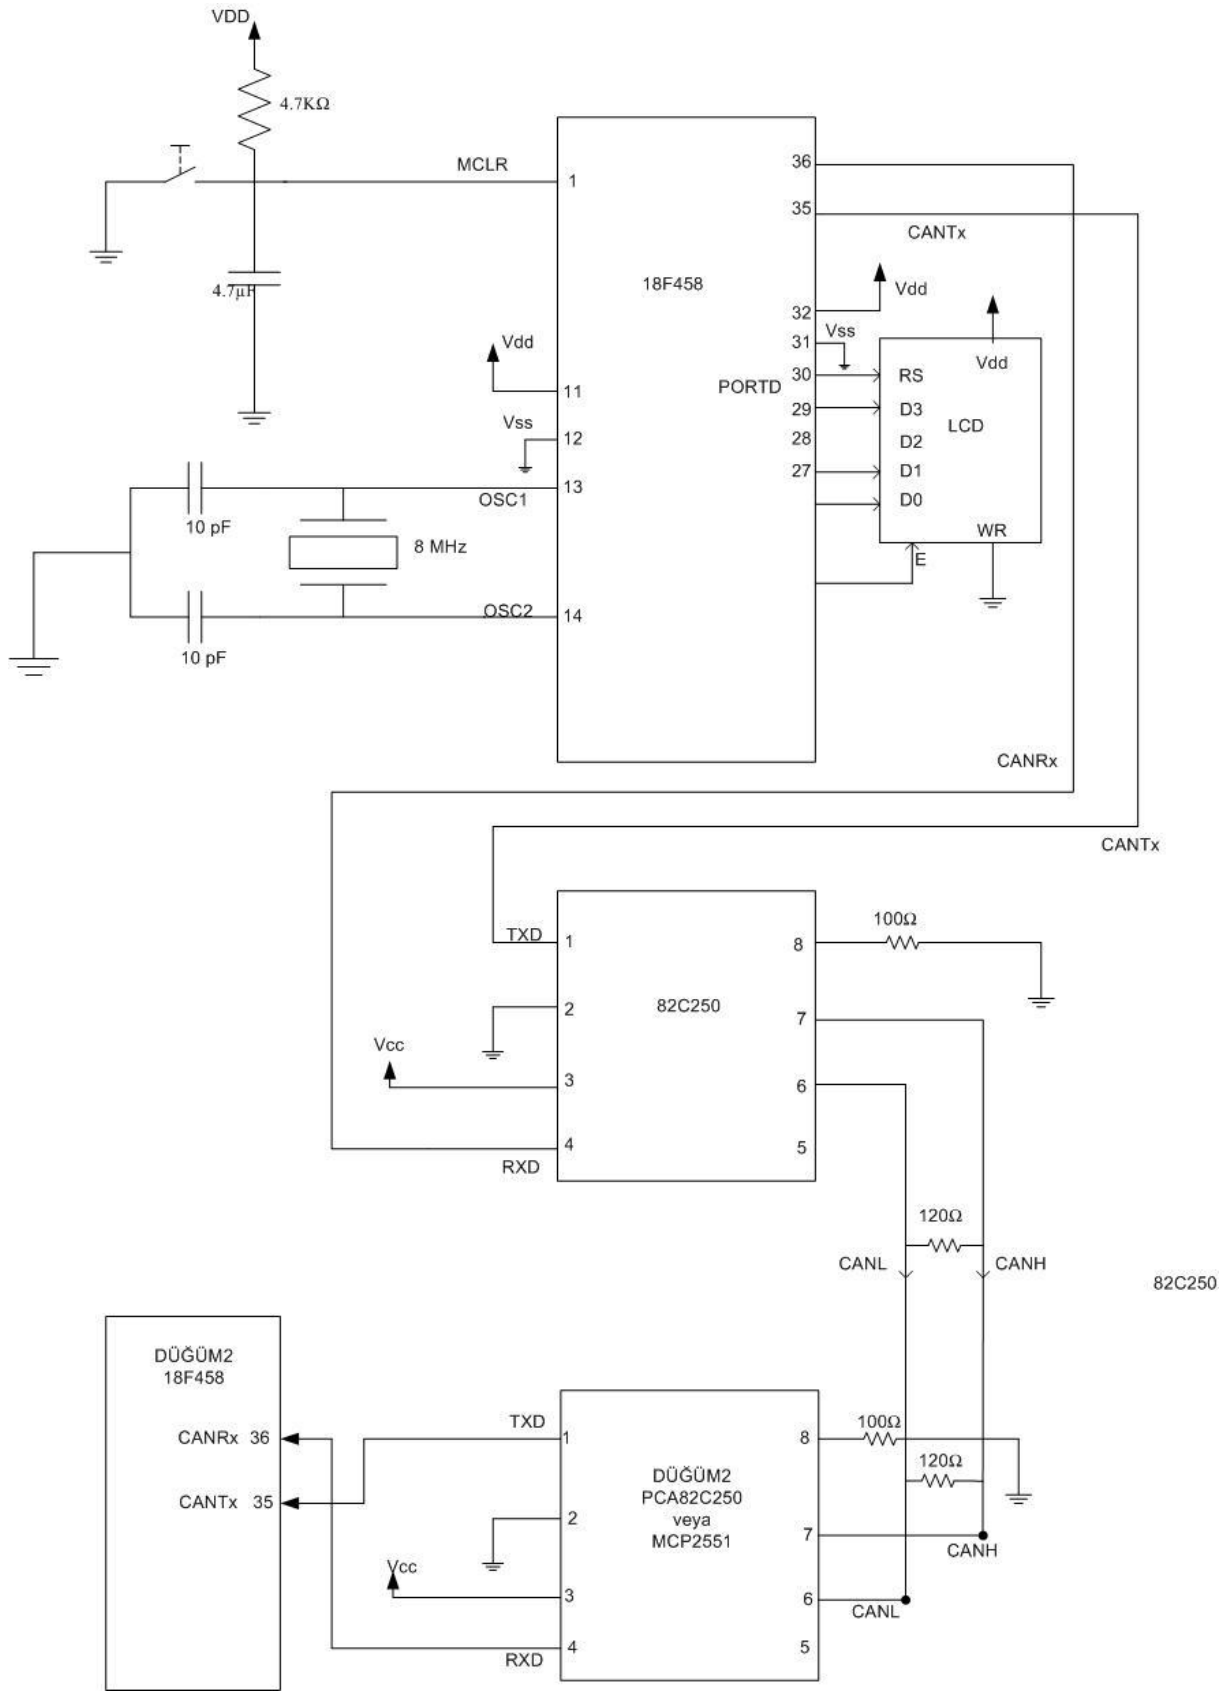 VDD
4.7KΩ
MCLR
1
36
35
CANTx
18F458
4.7µF
Vdd
32
Vss
31
Vdd
Vdd
PORTD
30
RS
11
29
D3
LCD
Vss
12
28
D2
27
D1
13
OSC1
D0
10 pF
WR
8 MHz
E
OSC2
14
10 pF
CANRx
CANTx
100Ω
TXD
1
8
82C250
2
7
Vcc
3
6
4
5
RXD
120Ω
CANL
CANH
82C250
DÜĞÜM2
18F458
CANRx 36
CANTx 35
TXD
1
8
100Ω
120Ω
DÜĞÜM2
PCA82C250
veya
MCP2551
2
7
CANH
Vcc
3
6
CANL
4
5
RXD